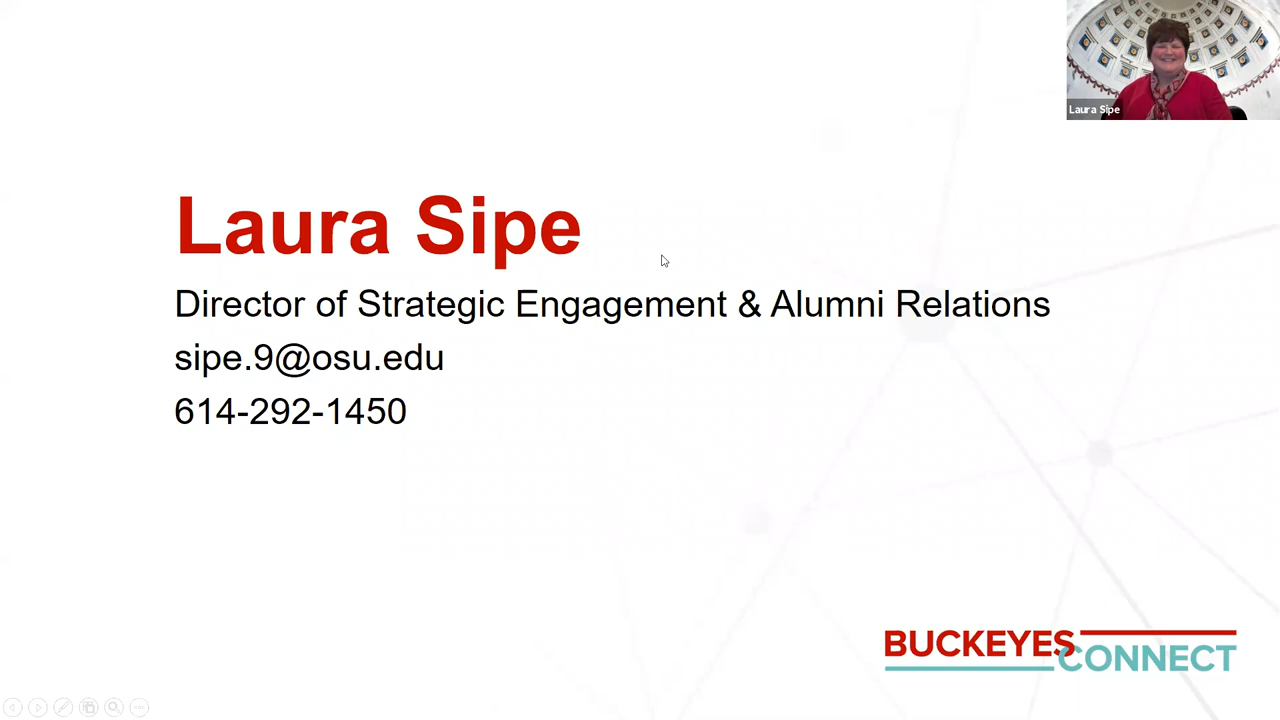 Laura Sipe
Laura Sipe
Director of Strategic Engagement & Alumni Relations
sipe.9@osu.edu
614-292-1450
BUCKEYES
CONNECT